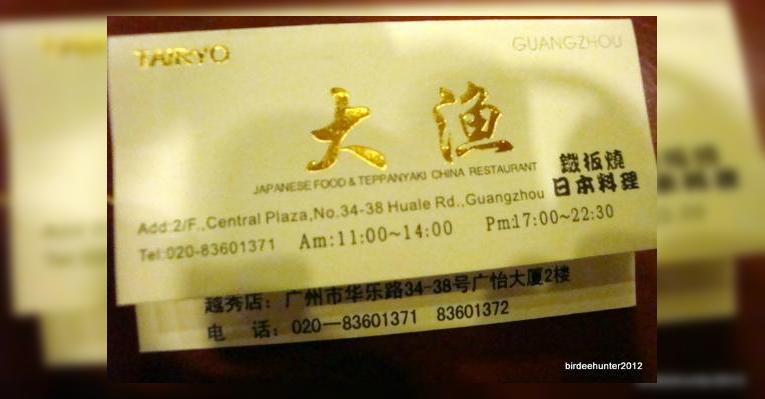 TAIRYO
GUANGZHOU
大渔
JAPANESE FOOD & TEPPANYAKI CHINA RESTAURANT
鐵板燒
日本料理
Add:2/F.,Central Plaza,No.34-38 Huale Rd.,Guangzhou
Tel:020-83601371 Am:11:00~14:00 Pm:17:00~22:30
越秀店：广州市华乐路34-38号广怡大厦2楼
电 话：020—83601371 83601372
birdeehunter2012